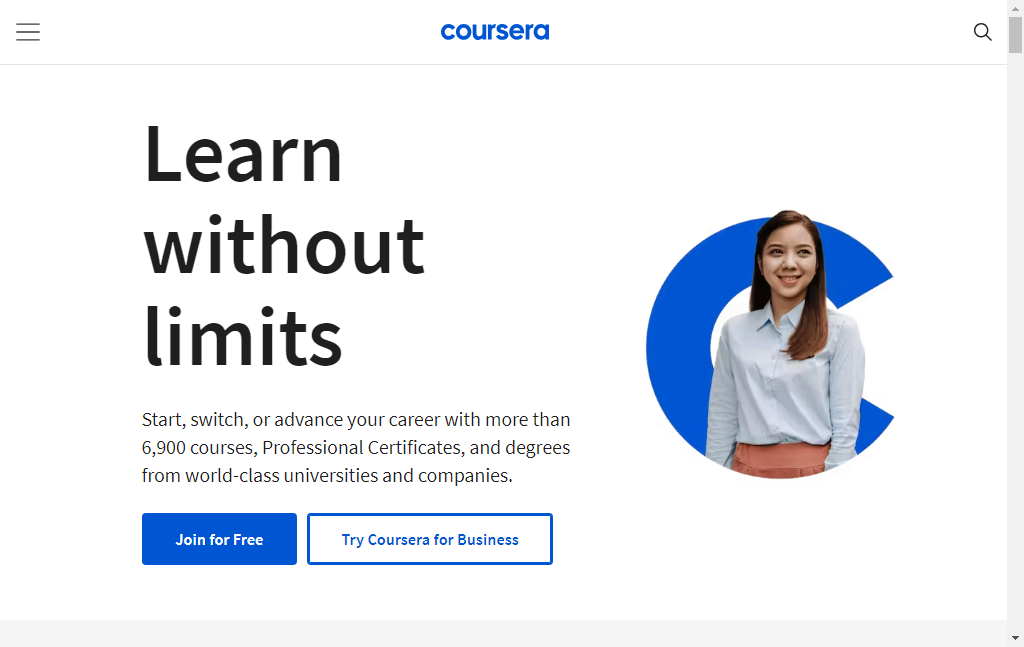 coursera
Learn
without
limits
Start, switch, or advance your career with more than
6,900 courses, Professional Certificates, and degrees
from world-class universities and companies.
Join for Free
Try Coursera for Business